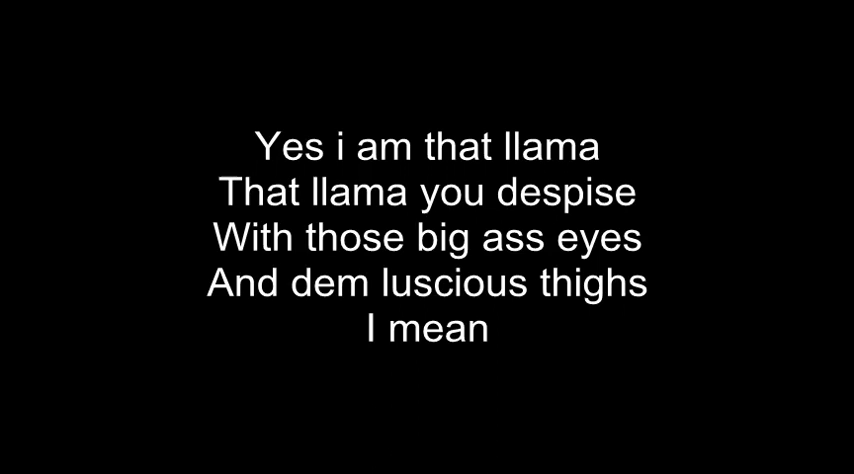 Yes i am that llama
That llama you despise
With those big ass eyes
And dem luscious thighs
I mean